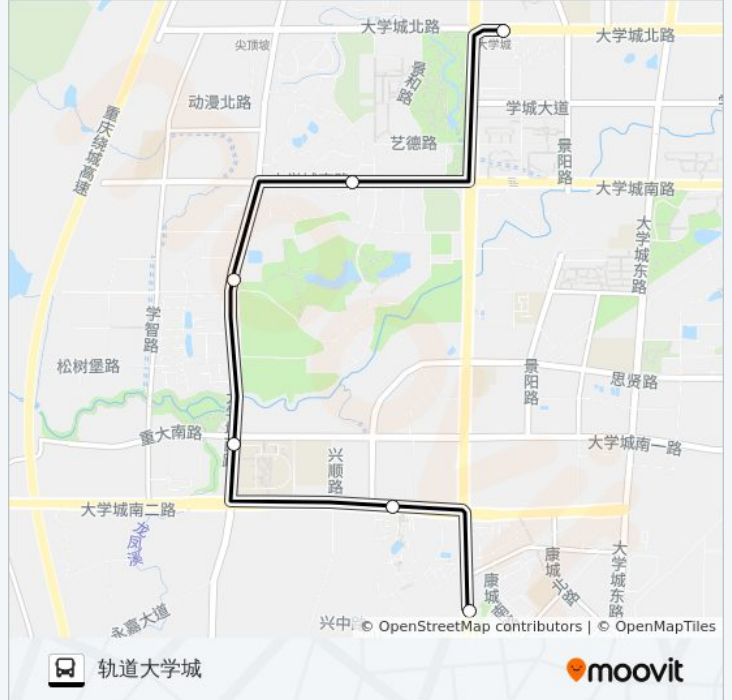 大学城北路
大学城北路
尖顶坡
大学城
景和路
动漫北路
学城大道
重庆绕城高速
艺德路
景阳路
大学城南路
大学城东路
学智路
松树堡路
景阳路
思贤路
重大南路
大学城南一路
兴顺路
大学城南二路
龙凤溪
康城北路
大学城东路
永嘉大道
兴中
© OpenStreetMap contributors | © OpenMapTiles
轨道大学城
moovit